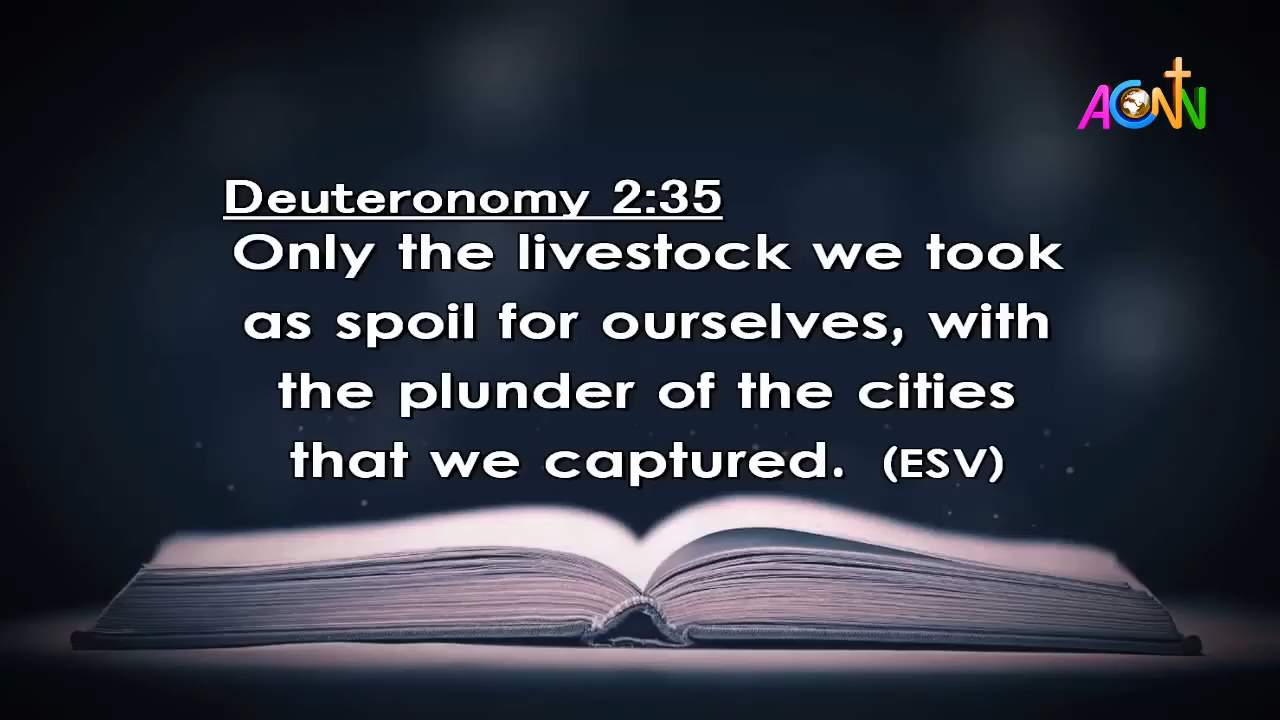 ACNN
Deuteronomy 2:35
Only the livestock we took
as spoil for ourselves, with
the plunder of the cities
that we captured. (ESV)